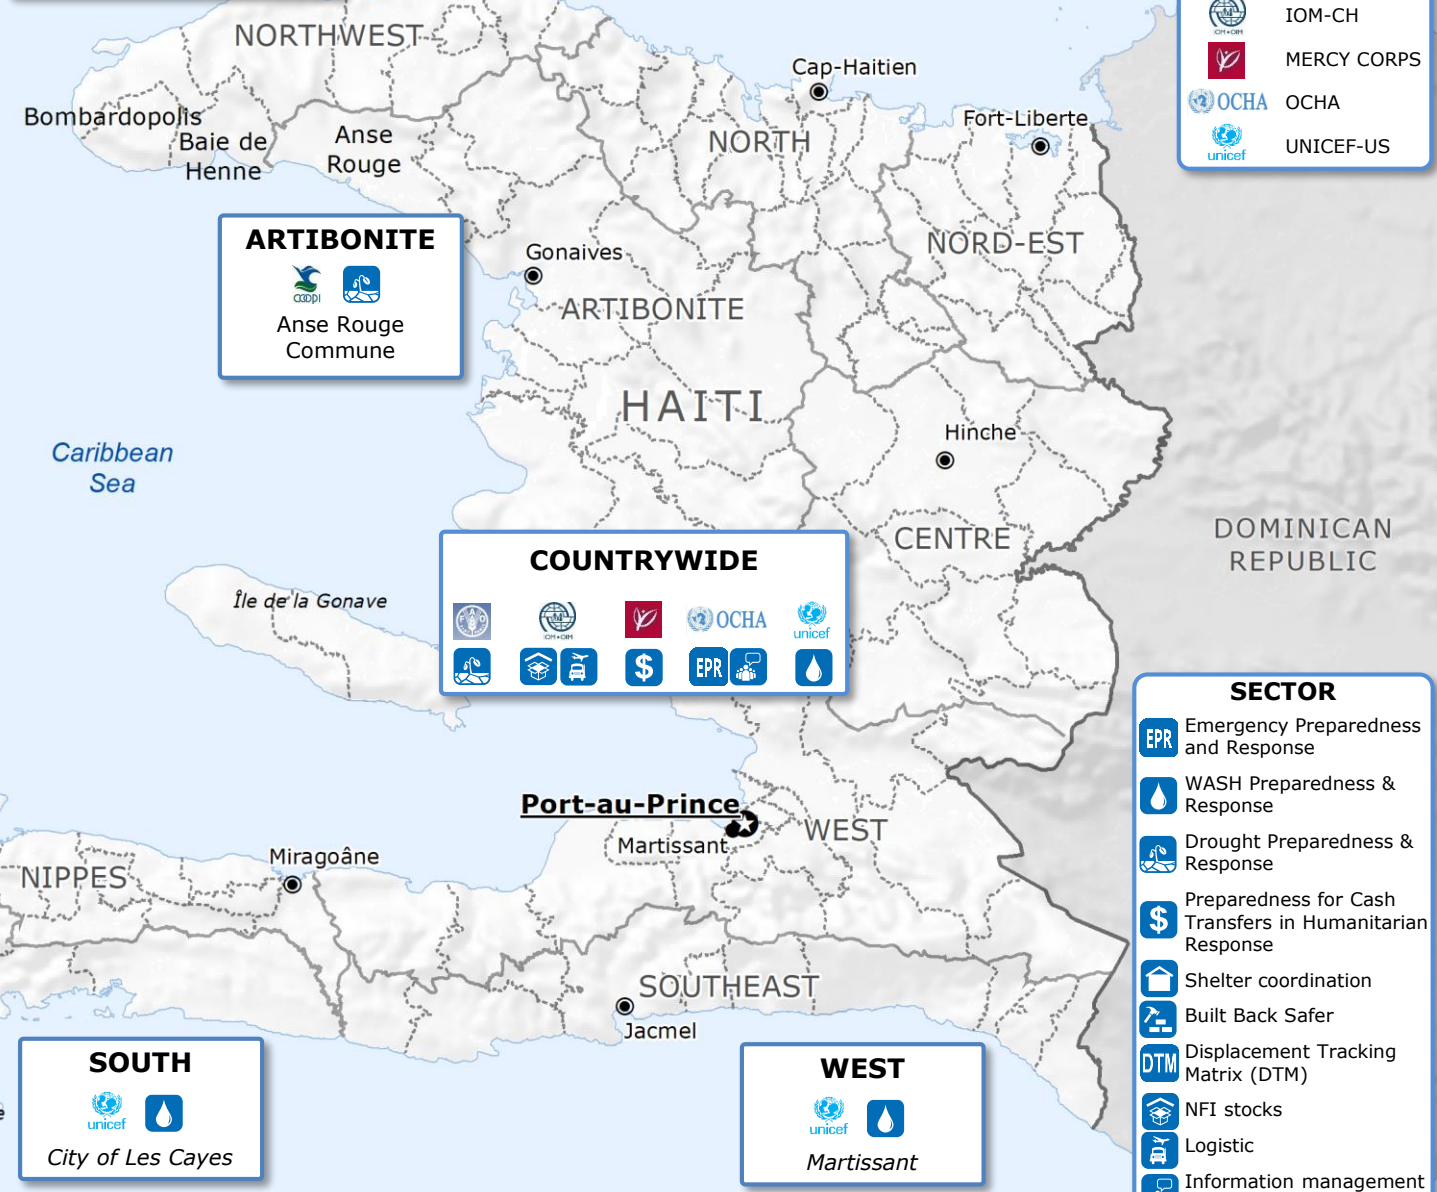 NORTHWEST
Cap-Haitien
Bombardopolis
Baie de
Henne
Anse
Rouge
NORTH
Fort-Liberte
IOM • OIM
IOM-CH
MERCY CORPS
OCHA
OCHA
unicef
UNICEF-US
ARTIBONITE
COOPI
Anse Rouge
Commune
Gonaives
NORD-EST
ARTIBONITE
HAITI
Hinche
Caribbean
Sea
CENTRE
DOMINICAN
REPUBLIC
COUNTRYWIDE
FAO
IOM • OIM
OCHA
unicef
$
EPR
Île de la Gonave
SECTOR
EPR
Emergency Preparedness
and Response
WASH Preparedness &
Response
Drought Preparedness &
Response
$
Preparedness for Cash
Transfers in Humanitarian
Response
Shelter coordination
Built Back Safer
DTM
Displacement Tracking
Matrix (DTM)
NFI stocks
Logistic
Information management
Port-au-Prince
Martissant
WEST
Miragoâne
NIPPES
SOUTHEAST
Jacmel
SOUTH
unicef
City of Les Cayes
WEST
unicef
Martissant